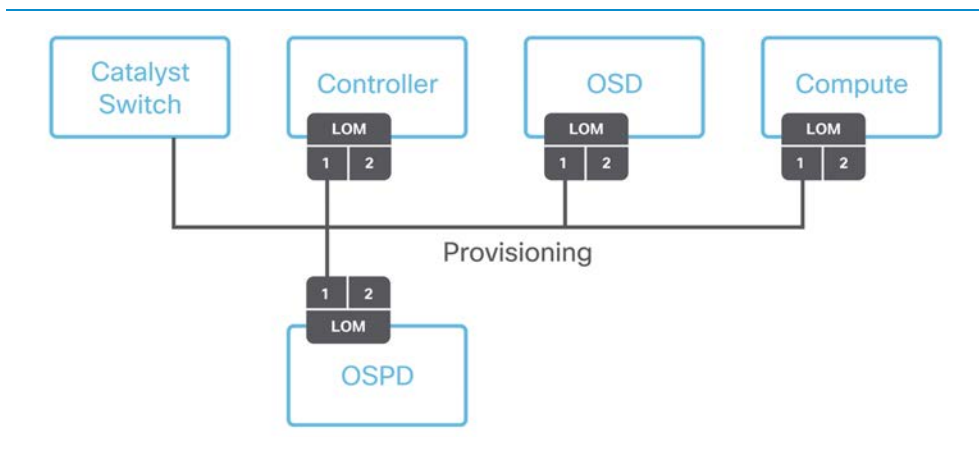 Catalyst
Switch
Controller
OSD
Compute
LOM
1 2
LOM
1 2
LOM
1 2
Provisioning
1 2
LOM
OSPD